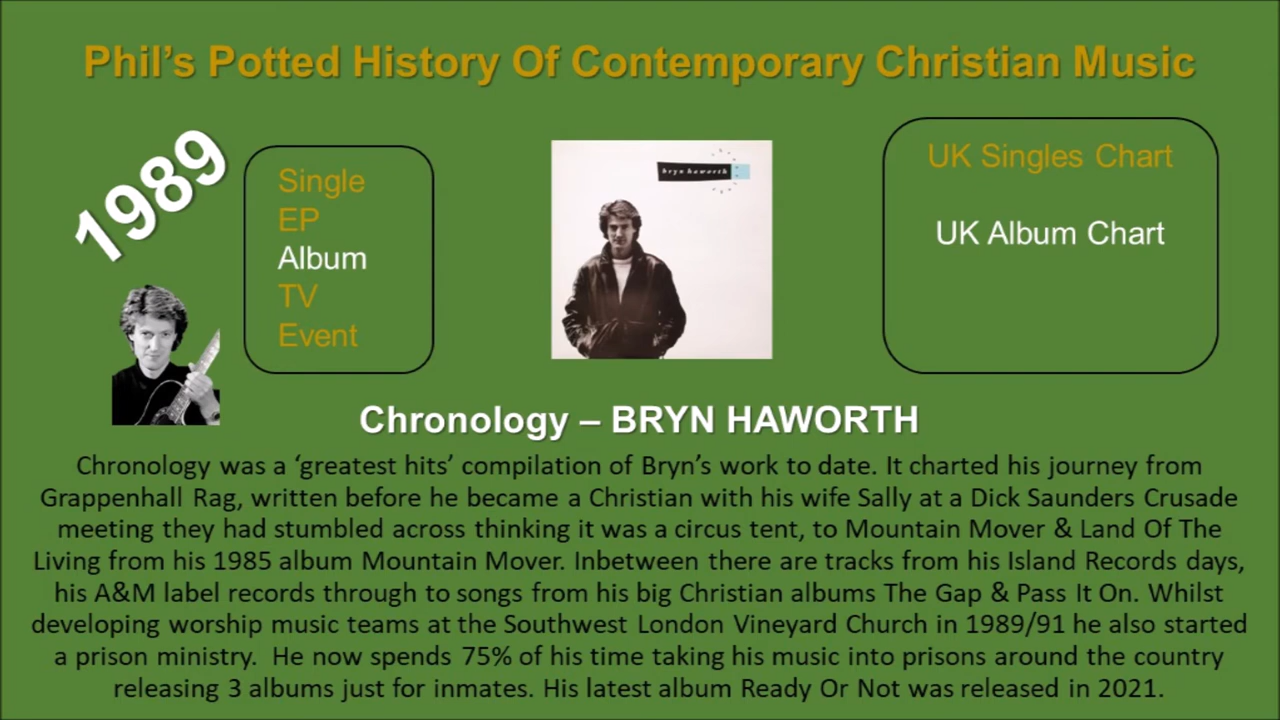 Phil’s Potted History Of Contemporary Christian Music
1989
Single
EP
Album
TV
Event
bryn haworth
UK Singles Chart
UK Album Chart
Chronology – BRYN HAWORTH
Chronology was a ‘greatest hits’ compilation of Bryn’s work to date. It charted his journey from
Grappenhall Rag, written before he became a Christian with his wife Sally at a Dick Saunders Crusade
meeting they had stumbled across thinking it was a circus tent, to Mountain Mover & Land Of The
Living from his 1985 album Mountain Mover. Inbetween there are tracks from his Island Records days,
his A&M label records through to songs from his big Christian albums The Gap & Pass It On. Whilst
developing worship music teams at the Southwest London Vineyard Church in 1989/91 he also started
a prison ministry.  He now spends 75% of his time taking his music into prisons around the country
releasing 3 albums just for inmates. His latest album Ready Or Not was released in 2021.